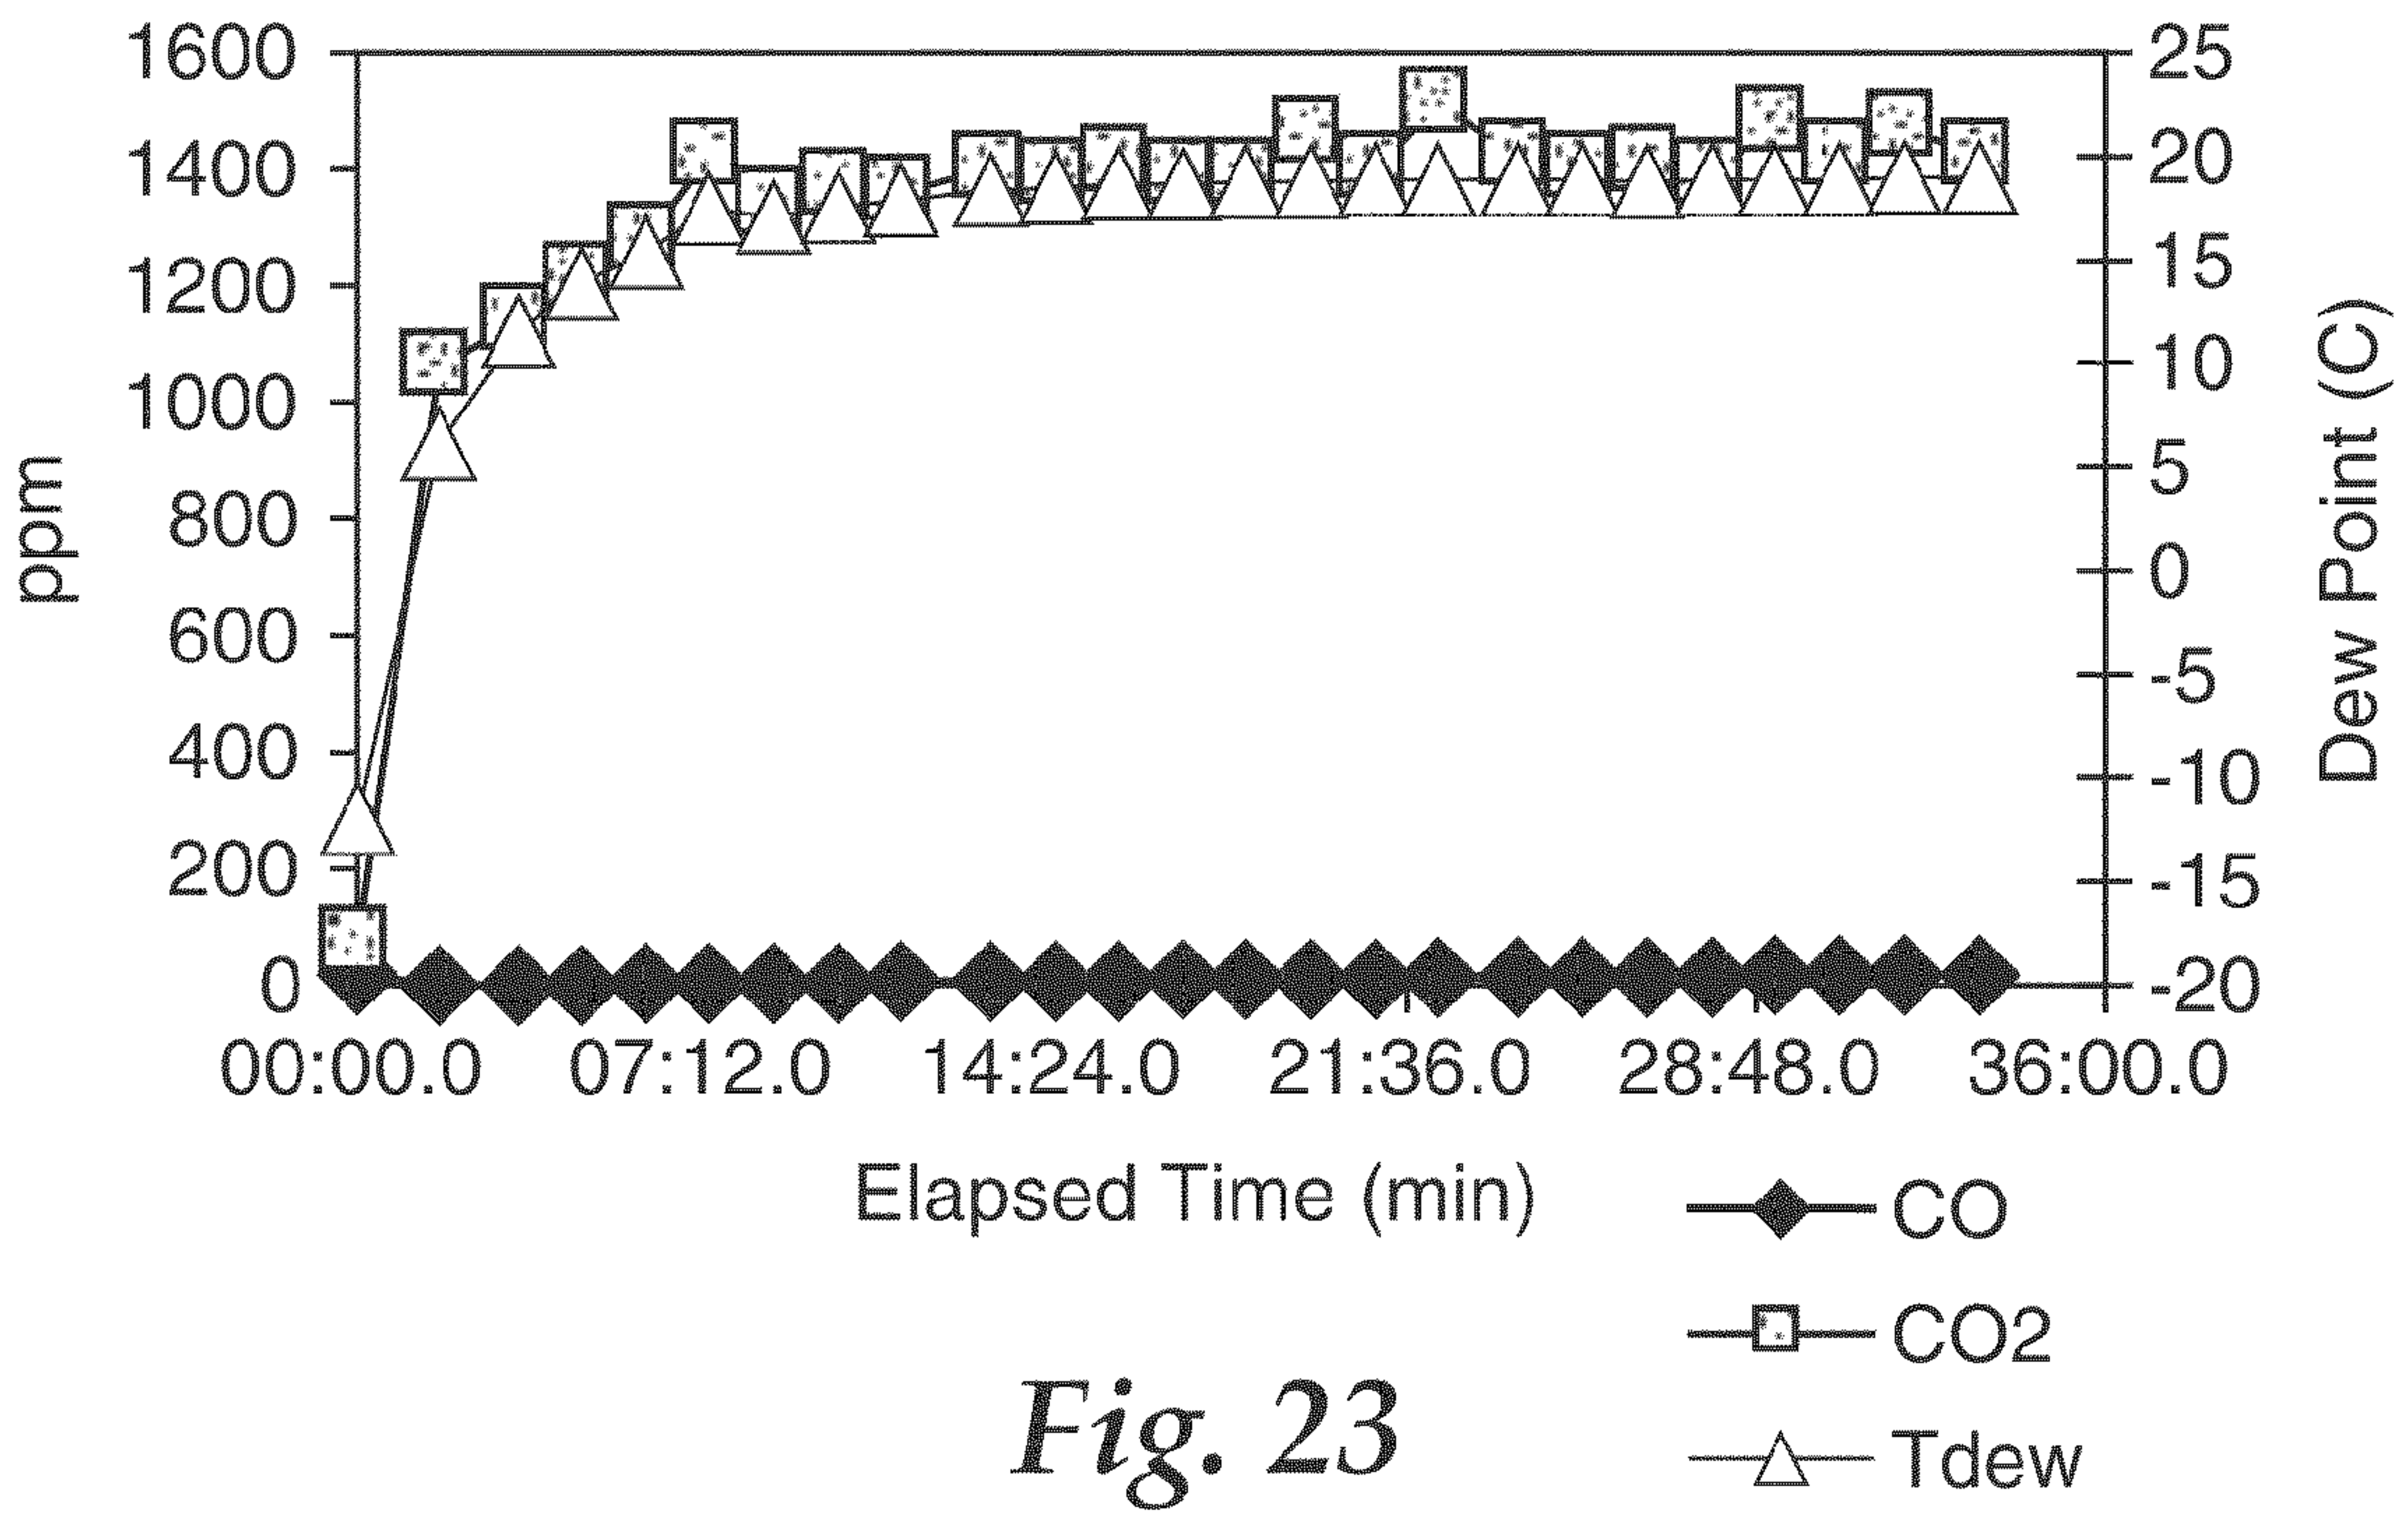 1600
1400
1200
1000
800
600
400
200
0
ppm
25
20
15
10
5
0
-5
-10
-15
-20
Dew Point (C)
00:00.0 07:12.0 14:24.0 21:36.0 28:48.0 36:00.0
Elapsed Time (min)
CO
CO2
Tdew
Fig. 23